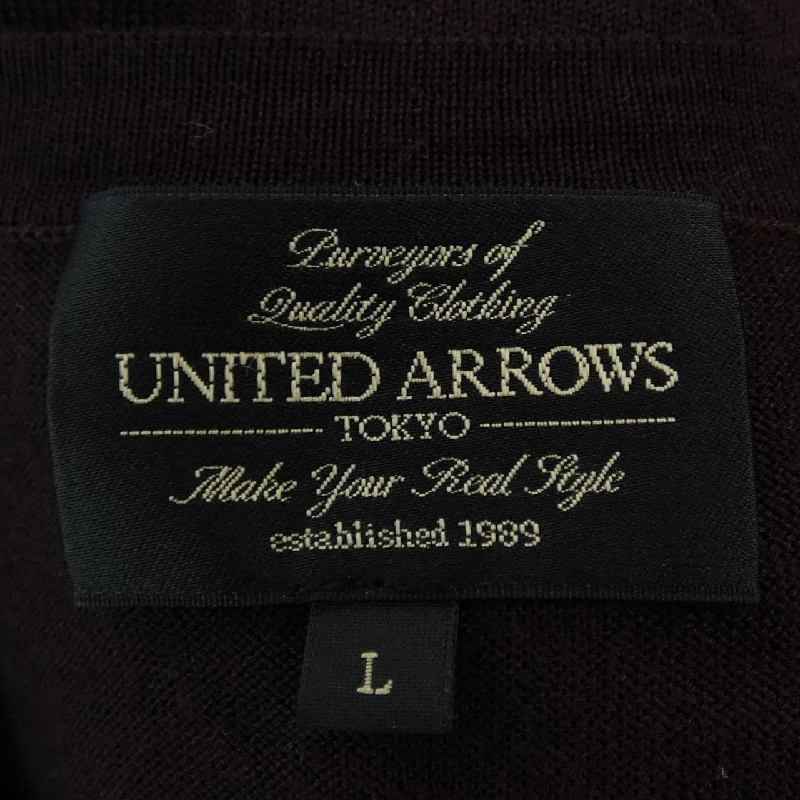 Purveyors of
Quality Clothing
UNITED ARROWS
TOKYO
Make Your Real Style
established 1989
L